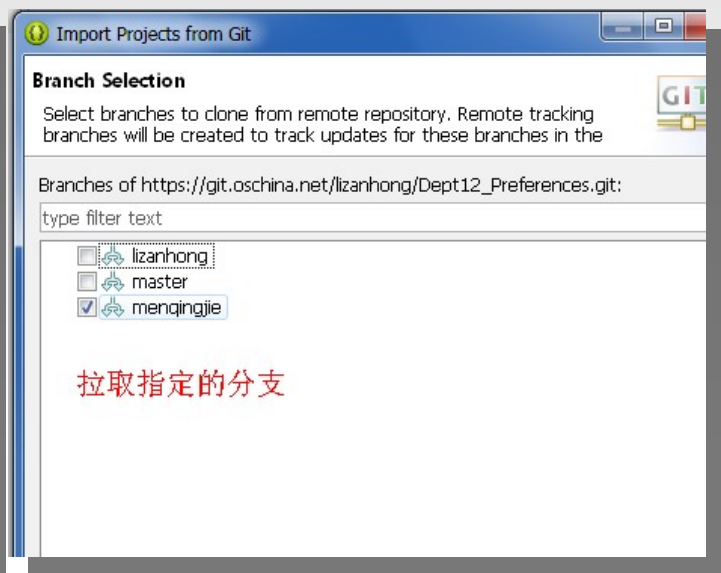 Import Projects from Git
Branch Selection
GIT
Select branches to clone from remote repository. Remote tracking
branches will be created to track updates for these branches in the
Branches of https://git.oschina.net/lizanhong/Dept12_Preferences.git:
type filter text
lizanhong
master
menqingjie
拉取指定的分支